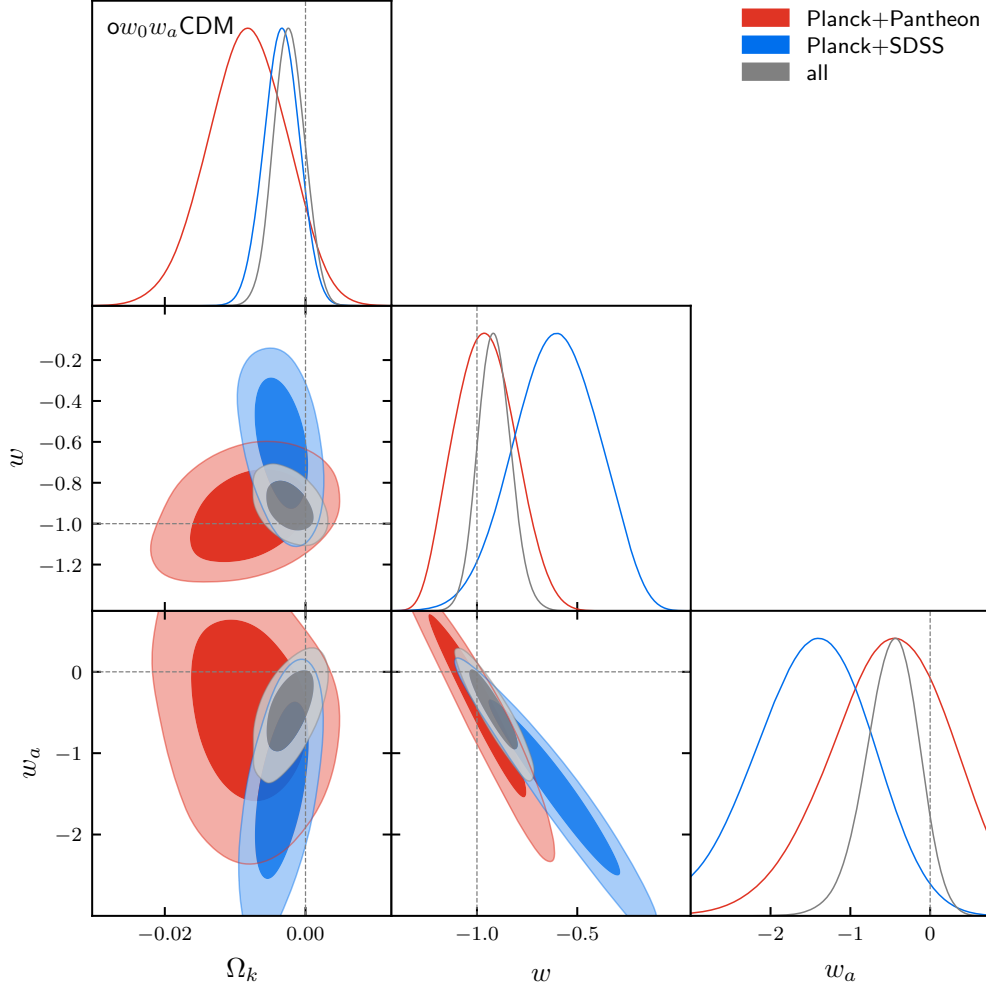 ow₀wₐCDM
Planck+Pantheon
Planck+SDSS
all
w
−0.2
−0.4
−0.6
−0.8
−1.0
−1.2
wₐ
0
−1
−2
−0.02 0.00
−1.0 −0.5
−2 −1 0
Ωₖ w wₐ